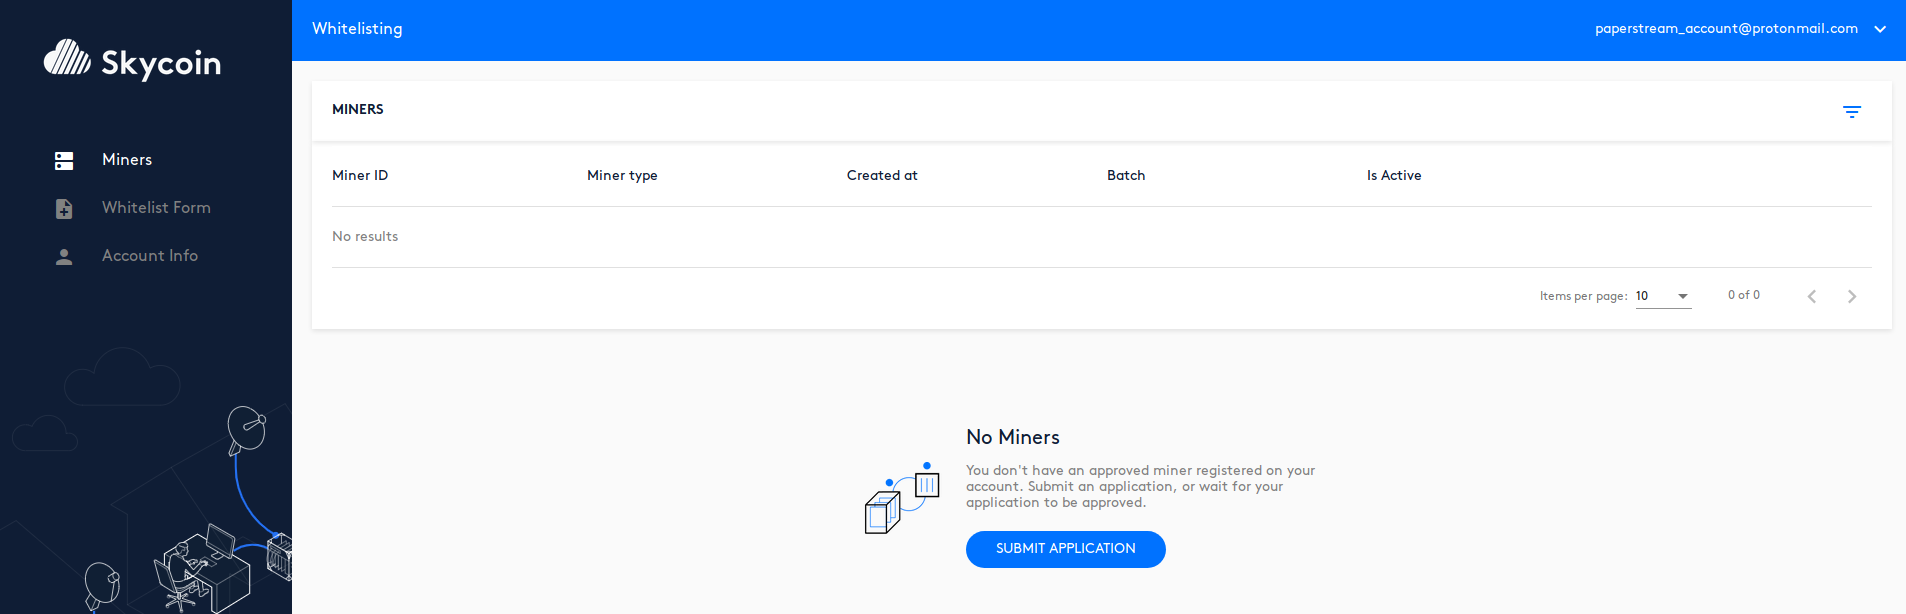 Skycoin
Miners
Whitelist Form
Account Info
Whitelisting
paperstream_account@protonmail.com
MINERS
Miner ID Miner type Created at Batch Is Active
No results
Items per page: 10 0 of 0
No Miners
You don't have an approved miner registered on your
account. Submit an application, or wait for your
application to be approved.
SUBMIT APPLICATION